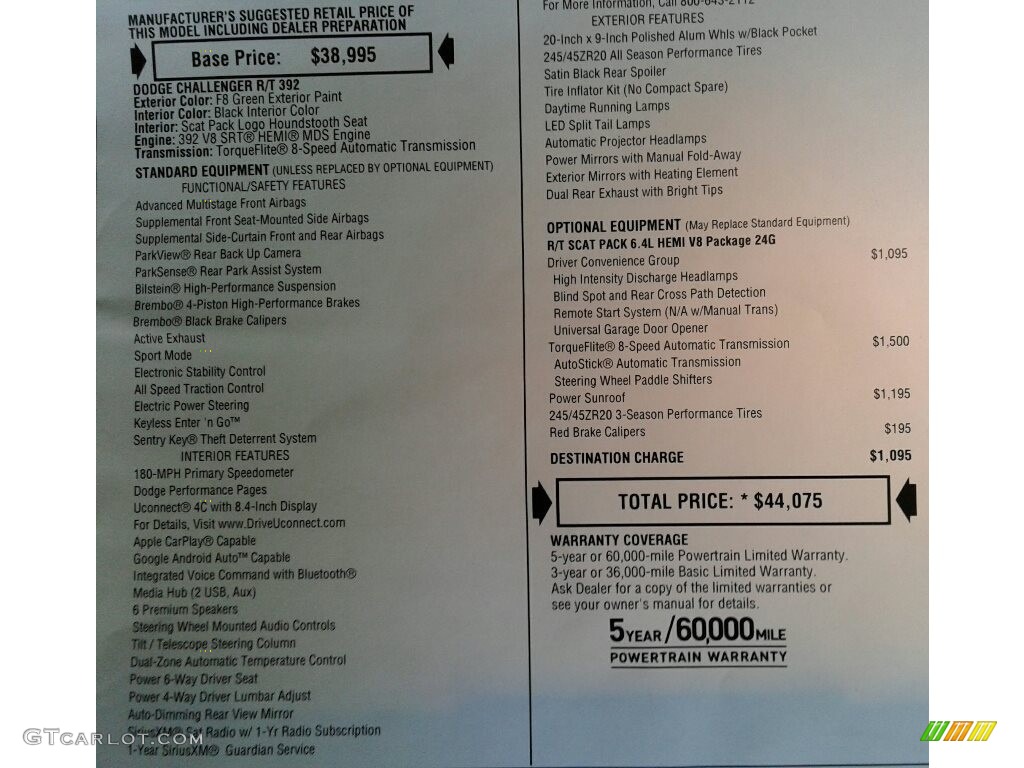 MANUFACTURER'S SUGGESTED RETAIL PRICE OF
THIS MODEL INCLUDING DEALER PREPARATION
Base Price: $38,995
DODGE CHALLENGER R/T 392
Exterior Color: F8 Green Exterior Paint
Interior Color: Black Interior Color
Interior: Scat Pack Logo Houndstooth Seat
Engine: 392 V8 SRT® HEMI® MDS Engine
Transmission: TorqueFlite® 8-Speed Automatic Transmission
STANDARD EQUIPMENT (UNLESS REPLACED BY OPTIONAL EQUIPMENT)
FUNCTIONAL/SAFETY FEATURES
Advanced Multistage Front Airbags
Supplemental Front Seat-Mounted Side Airbags
Supplemental Side-Curtain Front and Rear Airbags
ParkView® Rear Back Up Camera
ParkSense® Rear Park Assist System
Bilstein® High-Performance Suspension
Brembo® 4-Piston High-Performance Brakes
Brembo® Black Brake Calipers
Active Exhaust
Sport Mode
Electronic Stability Control
All Speed Traction Control
Electric Power Steering
Keyless Enter 'n Go™
Sentry Key® Theft Deterrent System
INTERIOR FEATURES
180-MPH Primary Speedometer
Dodge Performance Pages
Uconnect® 4C with 8.4-Inch Display
For Details, Visit www.DriveUconnect.com
Apple CarPlay® Capable
Google Android Auto™ Capable
Integrated Voice Command with Bluetooth®
Media Hub (2 USB, Aux)
6 Premium Speakers
Steering Wheel Mounted Audio Controls
Tilt / Telescope Steering Column
Dual-Zone Automatic Temperature Control
Power 6-Way Driver Seat
Power 4-Way Driver Lumbar Adjust
Auto-Dimming Rear View Mirror
SiriusXM® Sat Radio w/ 1-Yr Radio Subscription
1-Year SiriusXM® Guardian Service
For More Information, Call 800-643-2112
EXTERIOR FEATURES
20-Inch x 9-Inch Polished Alum Whls w/Black Pocket
245/45ZR20 All Season Performance Tires
Satin Black Rear Spoiler
Tire Inflator Kit (No Compact Spare)
Daytime Running Lamps
LED Split Tail Lamps
Automatic Projector Headlamps
Power Mirrors with Manual Fold-Away
Exterior Mirrors with Heating Element
Dual Rear Exhaust with Bright Tips
OPTIONAL EQUIPMENT (May Replace Standard Equipment)
R/T SCAT PACK 6.4L HEMI V8 Package 24G
Driver Convenience Group $1,095
High Intensity Discharge Headlamps
Blind Spot and Rear Cross Path Detection
Remote Start System (N/A w/Manual Trans)
Universal Garage Door Opener
TorqueFlite® 8-Speed Automatic Transmission $1,500
AutoStick® Automatic Transmission
Steering Wheel Paddle Shifters
Power Sunroof $1,195
245/45ZR20 3-Season Performance Tires
Red Brake Calipers $195
DESTINATION CHARGE $1,095
TOTAL PRICE: * $44,075
WARRANTY COVERAGE
5-year or 60,000-mile Powertrain Limited Warranty.
3-year or 36,000-mile Basic Limited Warranty.
Ask Dealer for a copy of the limited warranties or
see your owner's manual for details.
5YEAR/60,000MILE
POWERTRAIN WARRANTY
GTCARLOT.COM